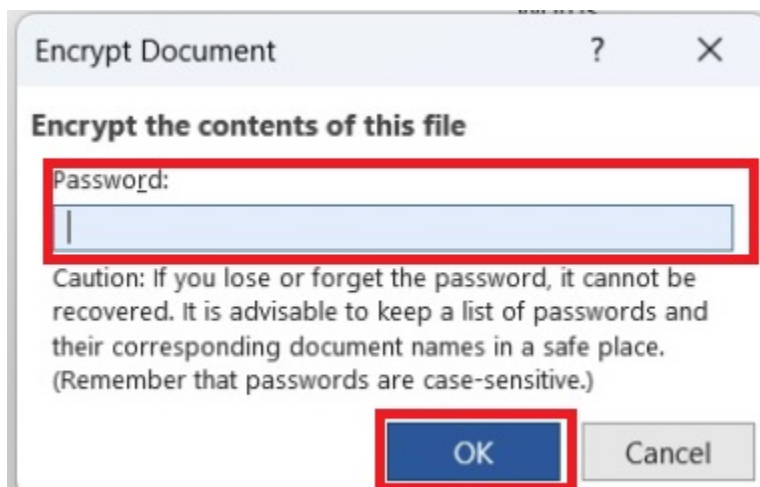 Encrypt Document ? ×
Encrypt the contents of this file
Password:
Caution: If you lose or forget the password, it cannot be
recovered. It is advisable to keep a list of passwords and
their corresponding document names in a safe place.
(Remember that passwords are case-sensitive.)
OK Cancel